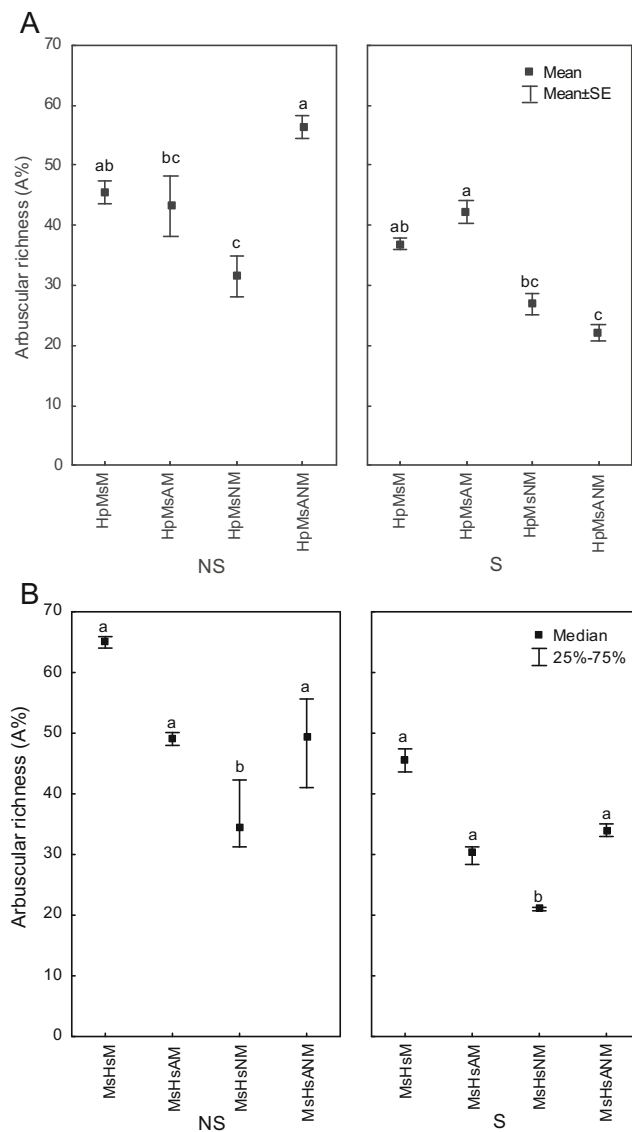 A
Arbuscular richness (A%)
70
60
50
40
30
20
10
0
ab
bc
c
a
HpMsM
HpMsAM
HpMsNM
HpMsANM
NS
Mean
Mean±SE
ab
a
bc
c
HpMsM
HpMsAM
HpMsNM
HpMsANM
S
B
Arbuscular richness (A%)
70
60
50
40
30
20
10
0
a
a
b
a
MsHsM
MsHsAM
MsHsNM
MsHsANM
NS
Median
25%-75%
a
a
b
a
MsHsM
MsHsAM
MsHsNM
MsHsANM
S